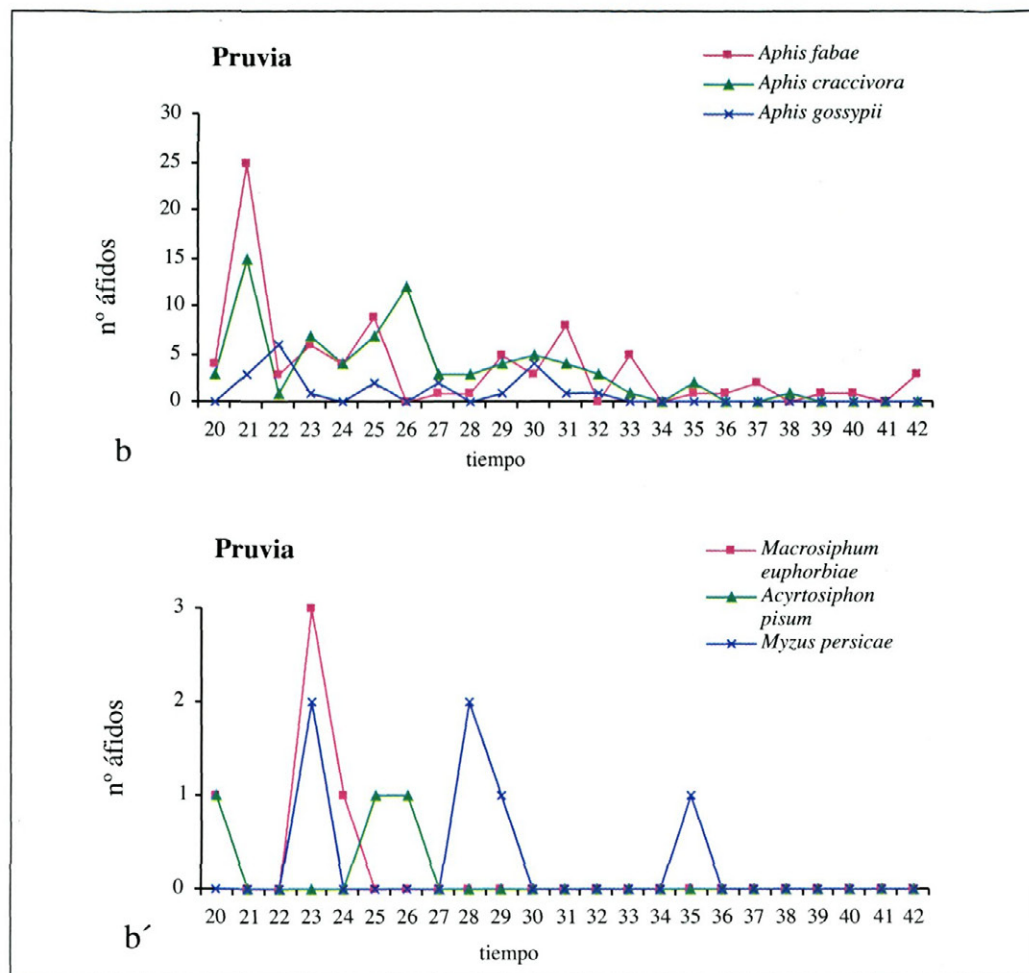 Pruvia
Aphis fabae
Aphis craccivora
Aphis gossypii
nº áfidos
30
25
20
15
10
5
0
20 21 22 23 24 25 26 27 28 29 30 31 32 33 34 35 36 37 38 39 40 41 42
tiempo
b
Pruvia
Macrosiphum
euphorbiae
Acyrtosiphon
pisum
Myzus persicae
nº áfidos
3
2
1
0
20 21 22 23 24 25 26 27 28 29 30 31 32 33 34 35 36 37 38 39 40 41 42
tiempo
b´